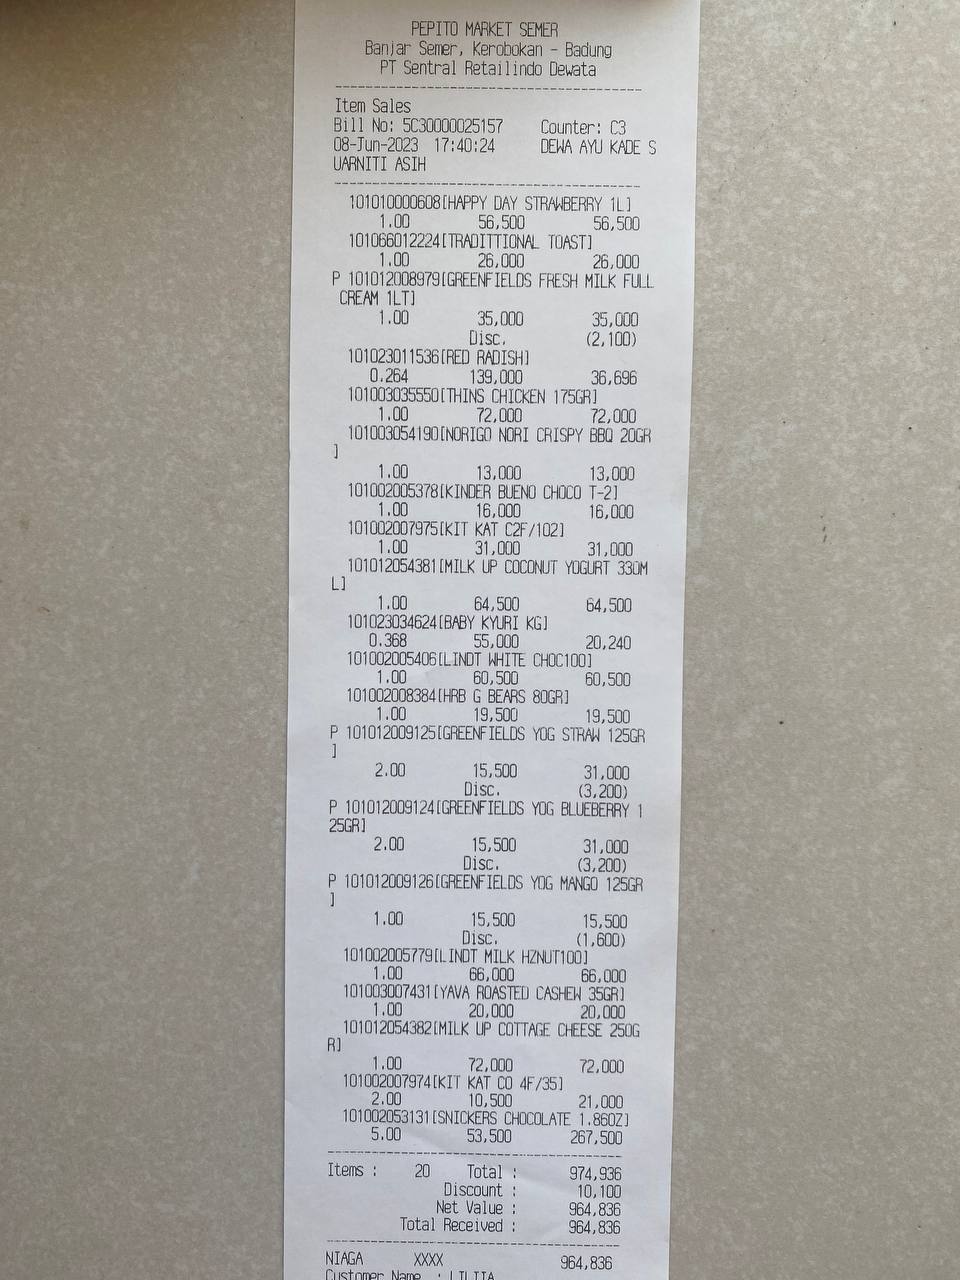 PEPITO MARKET SEMER
Banjar Semer, Kerobokan - Badung
PT Sentral Retailindo Dewata
Item Sales
Bill No: 5C30000025157 Counter: C3
08-Jun-2023 17:40:24 DEWA AYU KADE S
UARNITI ASIH
101010000608[HAPPY DAY STRAWBERRY 1L]
1.00 56,500 56,500
101066012224[TRADITTIONAL TOAST]
1.00 26,000 26,000
P 101012008979[GREENFIELDS FRESH MILK FULL
CREAM 1LT]
1.00 35,000 35,000
Disc. (2,100)
101023011536[RED RADISH]
0.264 139,000 36,696
101003035550[THINS CHICKEN 175GR]
1.00 72,000 72,000
101003054190[NORIGO NORI CRISPY BBQ 20GR
]
1.00 13,000 13,000
101002005378[KINDER BUENO CHOCO T-2]
1.00 16,000 16,000
101002007975[KIT KAT C2F/102]
1.00 31,000 31,000
101012054381[MILK UP COCONUT YOGURT 330M
L]
1.00 64,500 64,500
101023034624[BABY KYURI KG]
0.368 55,000 20,240
101002005406[LINDT WHITE CHOC100]
1.00 60,500 60,500
101002008384[HRB G BEARS 80GR]
1.00 19,500 19,500
P 101012009125[GREENFIELDS YOG STRAW 125GR
]
2.00 15,500 31,000
Disc. (3,200)
P 101012009124[GREENFIELDS YOG BLUEBERRY 1
25GR]
2.00 15,500 31,000
Disc. (3,200)
P 101012009126[GREENFIELDS YOG MANGO 125GR
]
1.00 15,500 15,500
Disc. (1,600)
101002005779[LINDT MILK HZNUT100]
1.00 66,000 66,000
101003007431[YAVA ROASTED CASHEW 35GR]
1.00 20,000 20,000
101012054382[MILK UP COTTAGE CHEESE 250G
R]
1.00 72,000 72,000
101002007974[KIT KAT CO 4F/35]
2.00 10,500 21,000
101002053131[SNICKERS CHOCOLATE 1.86OZ]
5.00 53,500 267,500
Items : 20 Total : 974,936
Discount : 10,100
Net Value : 964,836
Total Received : 964,836
NIAGA XXXX 964,836
Customer Name : LILIIA